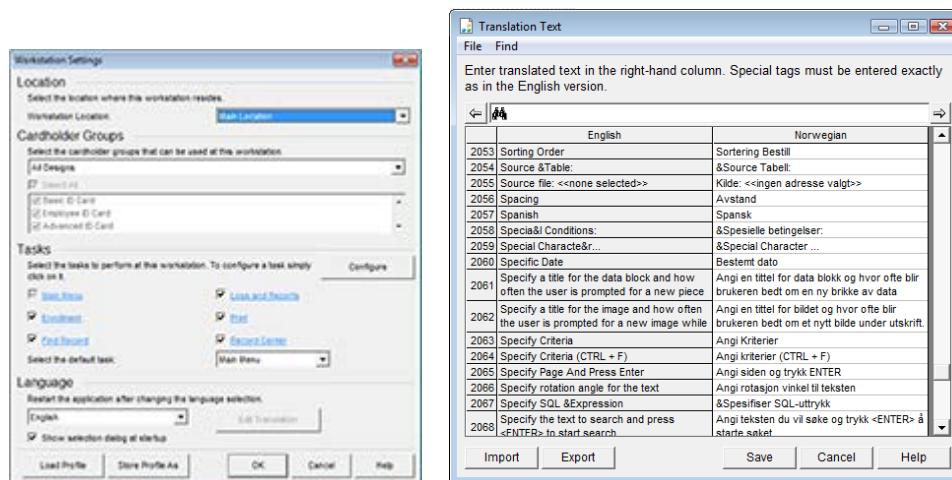 Workstation Settings
Location
Select the location where this workstation resides.
Workstation Location: Main Location
Cardholder Groups
Select the cardholder groups that can be used at this workstation.
All Designs
Select All
Basic ID Card
Employee ID Card
Advanced ID Card
Tasks
Select the tasks to perform at this workstation. To configure a task simply
click on it.
Configure
Main Menu
Logs and Reports
Enrollment
Print
Find Record
Record Center
Select the default task: Main Menu
Language
Restart the application after changing the language selection.
English
Edit Translation
Show selection dialog at startup
Load Profile Store Profile As OK Cancel Help
Translation Text
File Find
Enter translated text in the right-hand column. Special tags must be entered exactly
as in the English version.
English Norwegian
2053 Sorting Order Sortering Bestill
2054 Source &Table: &Source Tabell:
2055 Source file: <<none selected>> Kilde: <<ingen adresse valgt>>
2056 Spacing Avstand
2057 Spanish Spansk
2058 Specia&l Conditions: &Spesielle betingelser:
2059 Special Characte&r... &Special Character ...
2060 Specific Date Bestemt dato
2061 Specify a title for the data block and how Angi en tittel for data blokk og hvor ofte blir
often the user is prompted for a new piece brukeren bedt om en ny brikke av data
2062 Specify a title for the image and how often Angi en tittel for bildet og hvor ofte blir
the user is prompted for a new image while brukeren bedt om et nytt bilde under utskrift.
2063 Specify Criteria Angi Kriterier
2064 Specify Criteria (CTRL + F) Angi kriterier (CTRL + F)
2065 Specify Page And Press Enter Angi siden og trykk ENTER
2066 Specify rotation angle for the text Angi rotasjon vinkel til teksten
2067 Specify SQL &Expression &Spesifiser SQL-uttrykk
2068 Specify the text to search and press Angi teksten du vil søke og trykk <ENTER> å
<ENTER> to start search starte søket
Import Export Save Cancel Help